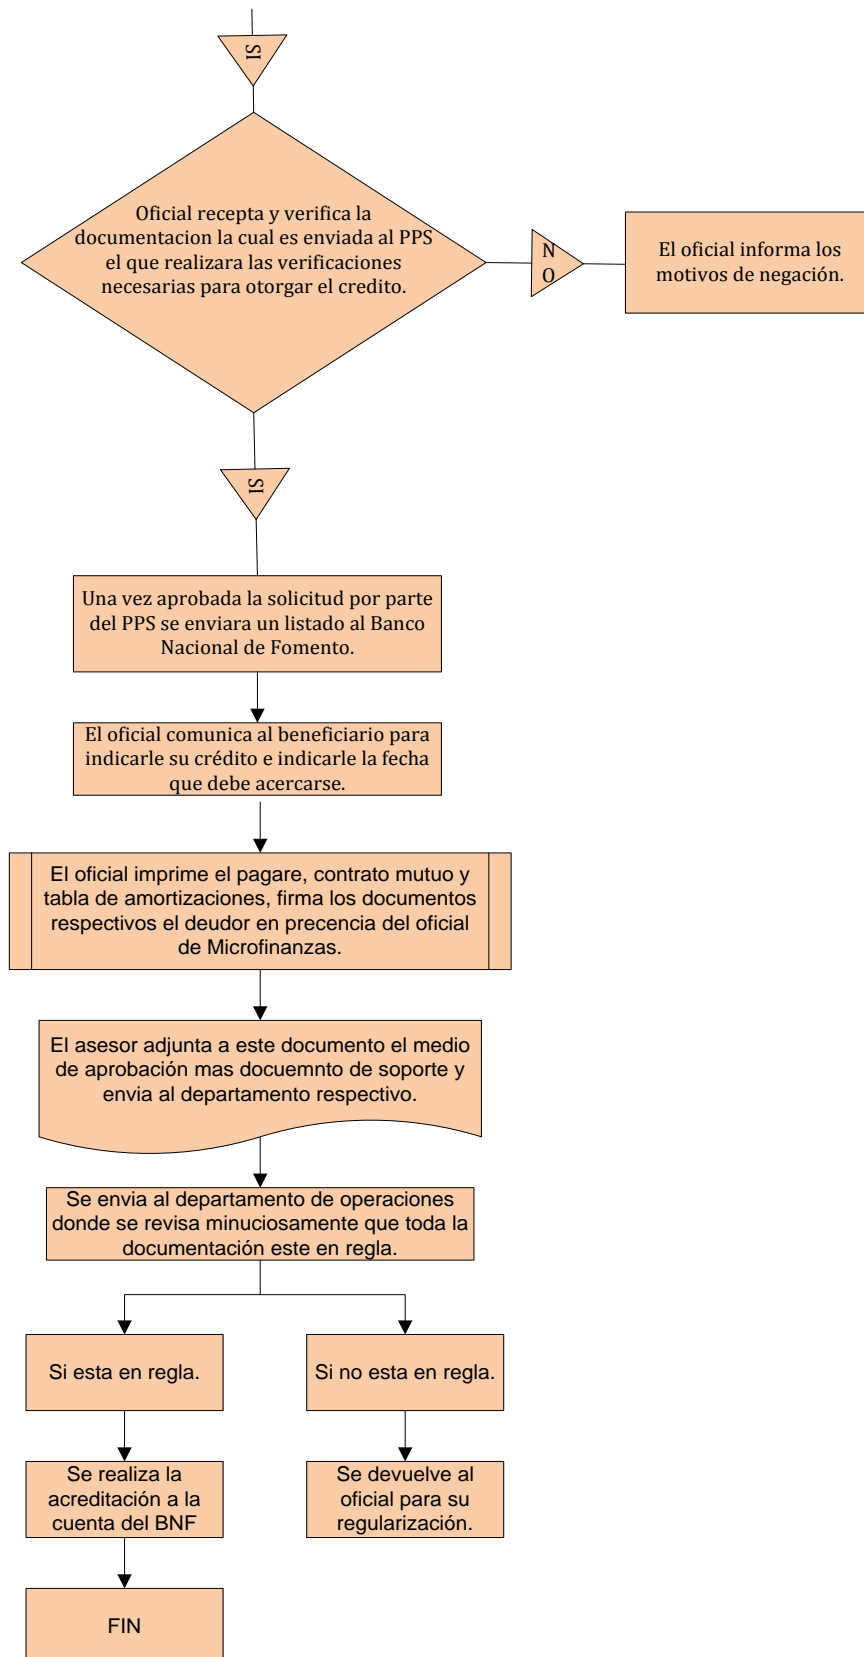 SI
Oficial recepta y verifica la
documentacion la cual es enviada al PPS
el que realizara las verificaciones
necesarias para otorgar el credito.
N
O
El oficial informa los
motivos de negación.
SI
Una vez aprobada la solicitud por parte
del PPS se enviara un listado al Banco
Nacional de Fomento.
El oficial comunica al beneficiario para
indicarle su crédito e indicarle la fecha
que debe acercarse.
El oficial imprime el pagare, contrato mutuo y
tabla de amortizaciones, firma los documentos
respectivos el deudor en precencia del oficial
de Microfinanzas.
El asesor adjunta a este documento el medio
de aprobación mas docuemnto de soporte y
envia al departamento respectivo.
Se envia al departamento de operaciones
donde se revisa minuciosamente que toda la
documentación este en regla.
Si esta en regla.
Si no esta en regla.
Se realiza la
acreditación a la
cuenta del BNF
Se devuelve al
oficial para su
regularización.
FIN